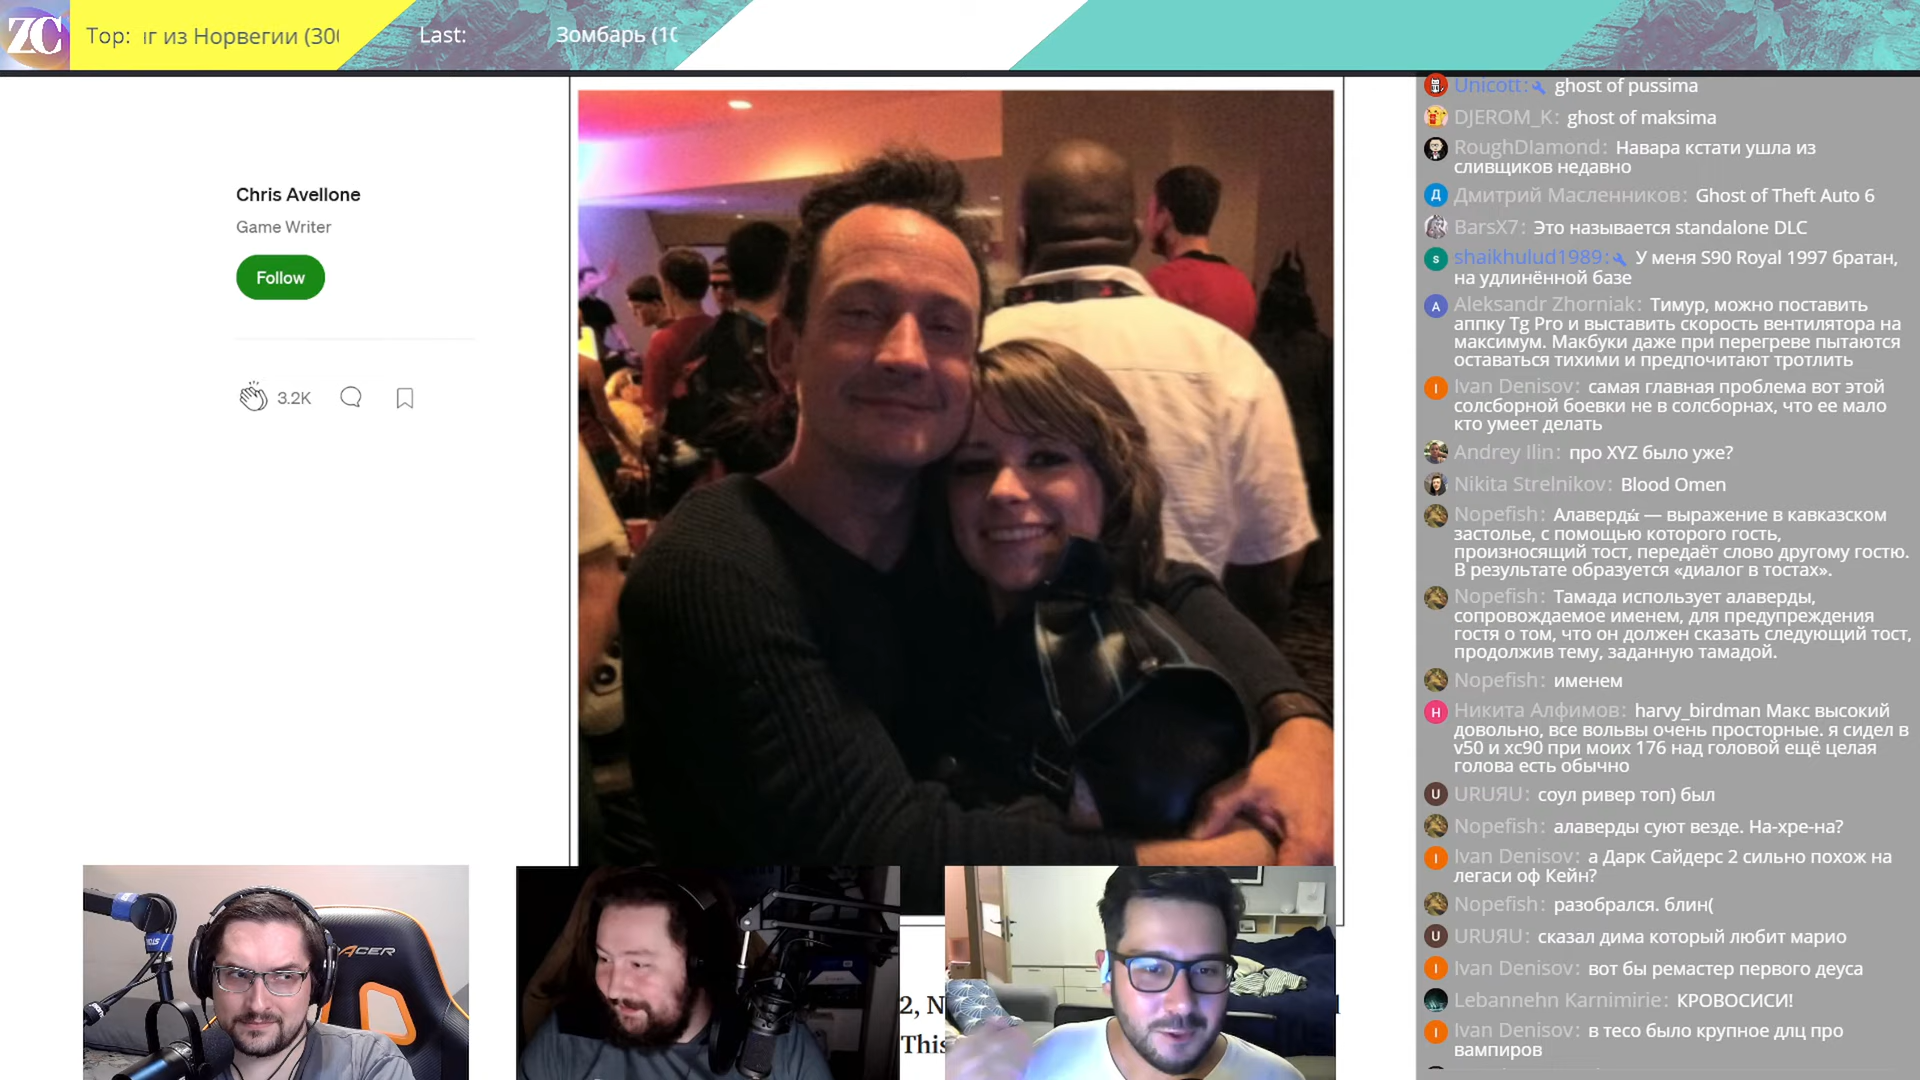 ZC
Top: іг из Норвегии (300
Last: Зомбарь (10
Chris Avellone
Game Writer
Follow
3.2K
2, N
This
ACER
Unicott: ghost of pussima
DJEROM_K: ghost of maksima
RoughDIamond: Навара кстати ушла из
сливщиков недавно
Д
Дмитрий Масленников: Ghost of Theft Auto 6
BarsX7: Это называется standalone DLC
s
shaikhulud1989: У меня S90 Royal 1997 братан,
на удлинённой базе
A
Aleksandr Zhorniak: Тимур, можно поставить
аппку Tg Pro и выставить скорость вентилятора на
максимум. Макбуки даже при перегреве пытаются
оставаться тихими и предпочитают тротлить
I
Ivan Denisov: самая главная проблема вот этой
солсборной боевки не в солсборнах, что ее мало
кто умеет делать
Andrey Ilin: про XYZ было уже?
Nikita Strelnikov: Blood Omen
Nopefish: Алаверды́ — выражение в кавказском
застолье, с помощью которого гость,
произносящий тост, передаёт слово другому гостю.
В результате образуется «диалог в тостах».
Nopefish: Тамада использует алаверды,
сопровождаемое именем, для предупреждения
гостя о том, что он должен сказать следующий тост,
продолжив тему, заданную тамадой.
Nopefish: именем
Н
Никита Алфимов: harvy_birdman Макс высокий
довольно, все вольвы очень просторные. я сидел в
v50 и xc90 при моих 176 над головой ещё целая
голова есть обычно
U
URUЯU: соул ривер топ) был
Nopefish: алаверды суют везде. На-хре-на?
I
Ivan Denisov: а Дарк Сайдерс 2 сильно похож на
легаси оф Кейн?
Nopefish: разобрался. блин(
U
URUЯU: сказал дима который любит марио
I
Ivan Denisov: вот бы ремастер первого деуса
Lebannehn Karnimirie: КРОВОСИСИ!
I
Ivan Denisov: в тесо было крупное длц про
вампиров